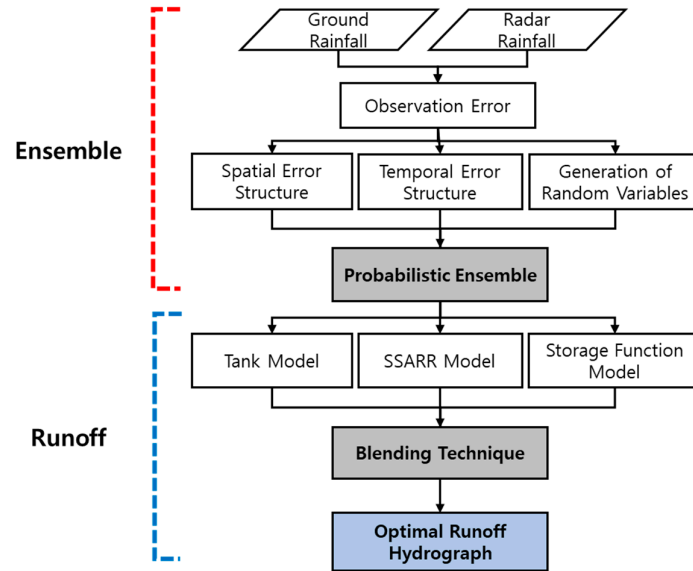 Ground
Rainfall
Radar
Rainfall
Observation Error
Ensemble
Spatial Error
Structure
Temporal Error
Structure
Generation of
Random Variables
Probabilistic Ensemble
Tank Model
SSARR Model
Storage Function
Model
Runoff
Blending Technique
Optimal Runoff
Hydrograph